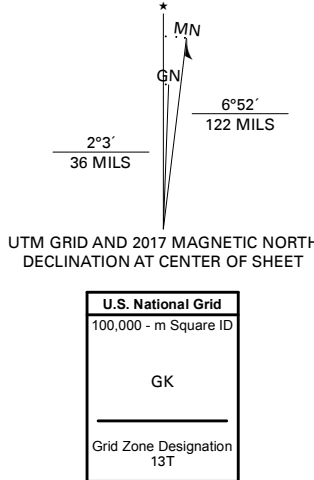 MN
GN
6°52´
122 MILS
2°3´
36 MILS
UTM GRID AND 2017 MAGNETIC NORTH
DECLINATION AT CENTER OF SHEET
U.S. National Grid
100,000 - m Square ID
GK
Grid Zone Designation
13T